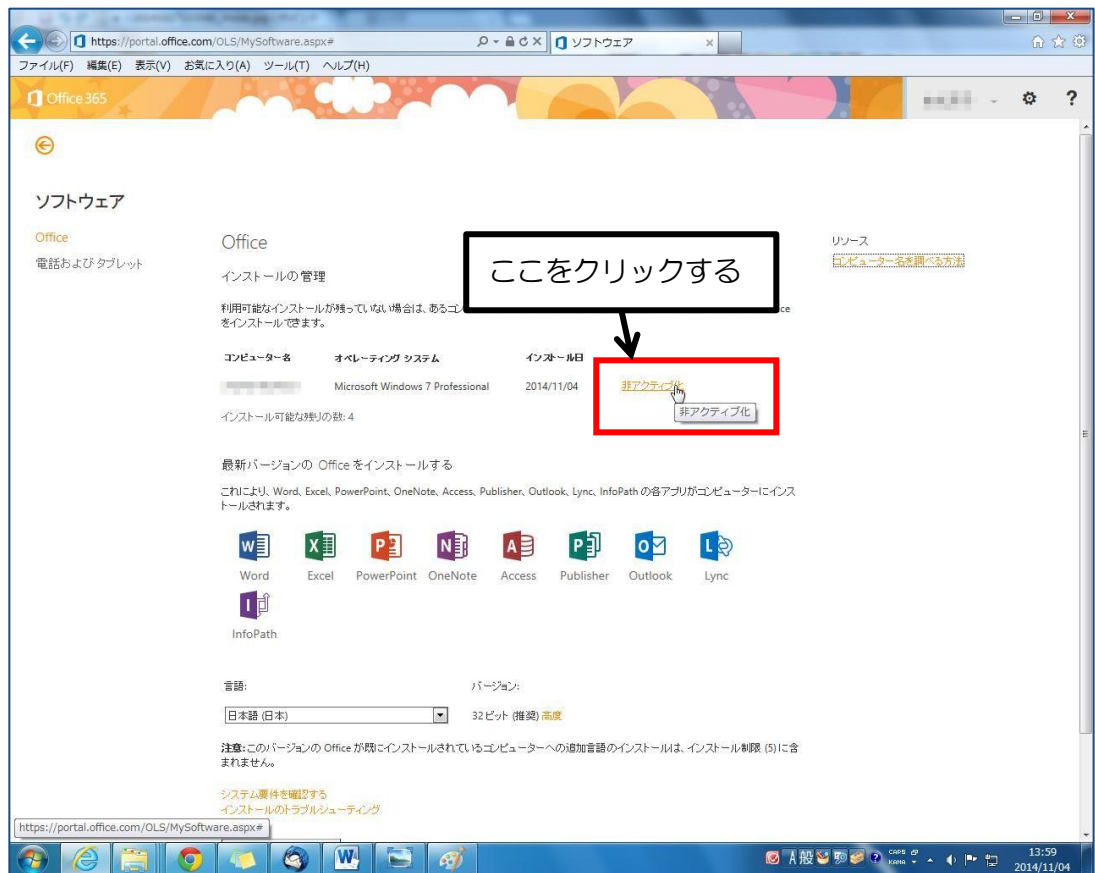 https://portal.office.com/OLS/MySoftware.aspx#
ソフトウェア
ファイル(F) 編集(E) 表示(V) お気に入り(A) ツール(T) ヘルプ(H)
Office 365
?
ソフトウェア
Office
電話および タブレット
Office
リソース
コンピューター名を調べる方法
ここをクリックする
インストールの管理
利用可能なインストールが残っていない場合は、あるコン
ce
をインストールできます。
コンピューター名 オペレーティング システム インストール日
Microsoft Windows 7 Professional 2014/11/04 非アクティブ化
非アクティブ化
インストール可能な残りの数: 4
最新バージョンの Office をインストールする
これにより、Word、Excel、PowerPoint、OneNote、Access、Publisher、Outlook、Lync、InfoPath の各アプリがコンピューターにインス
トールされます。
Word Excel PowerPoint OneNote Access Publisher Outlook Lync
InfoPath
言語: バージョン:
日本語 (日本) 32 ビット (推奨) 高度
注意:このバージョンの Office が既にインストールされているコンピューターへの追加言語のインストールは、インストール制限 (5) に含
まれません。
システム要件を確認する
インストールのトラブルシューティング
https://portal.office.com/OLS/MySoftware.aspx#
A 般 CAPS KANA 13:59
2014/11/04